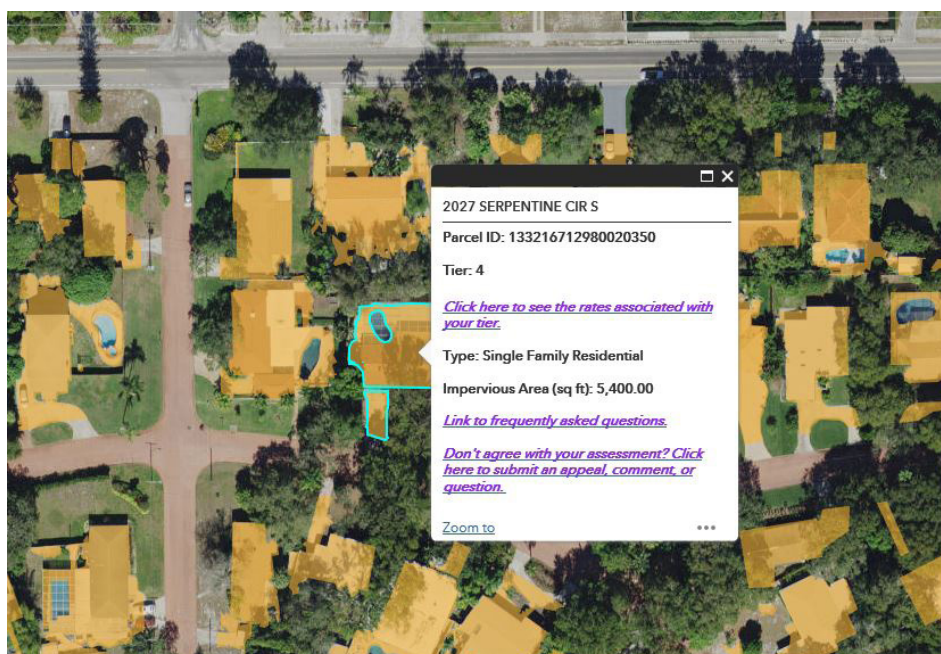 2027 SERPENTINE CIR S
Parcel ID: 133216712980020350
Tier: 4
Click here to see the rates associated with
your tier.
Type: Single Family Residential
Impervious Area (sq ft): 5,400.00
Link to frequently asked questions.
Don't agree with your assessment? Click
here to submit an appeal, comment, or
question.
Zoom to